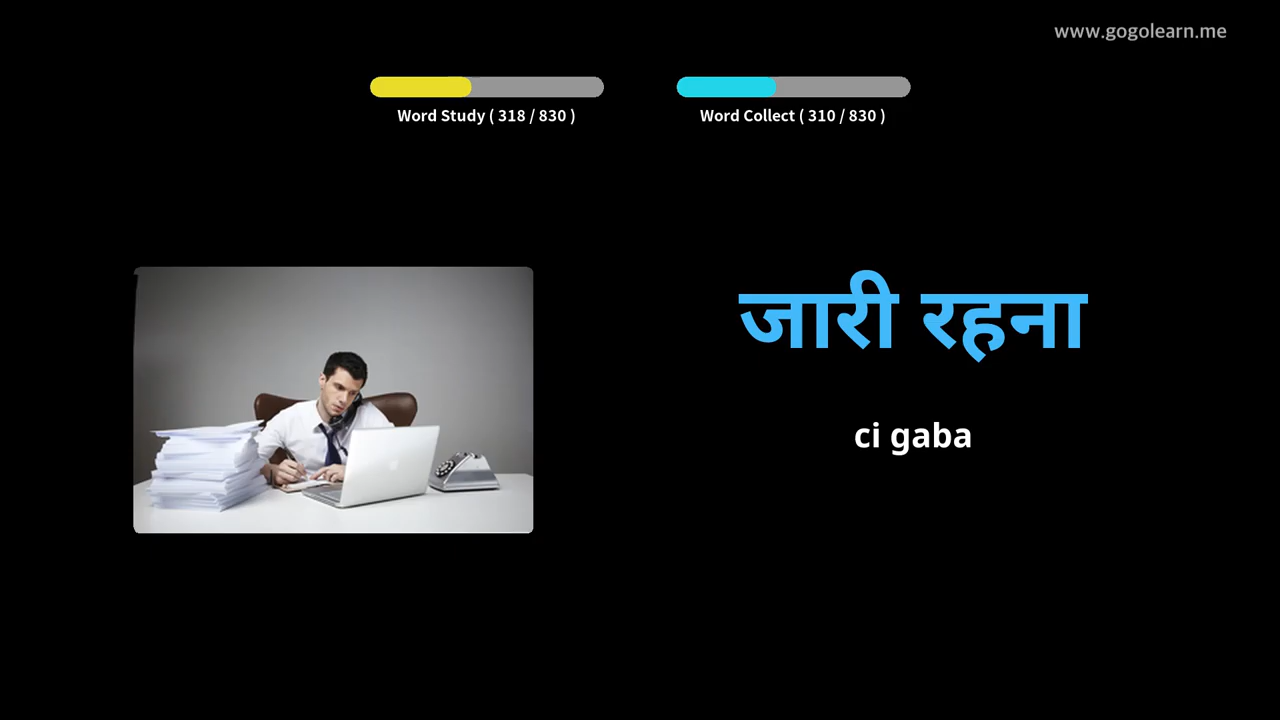 www.gogolearn.me
Word Study ( 318 / 830 )
Word Collect ( 310 / 830 )
जारी रहना
ci gaba